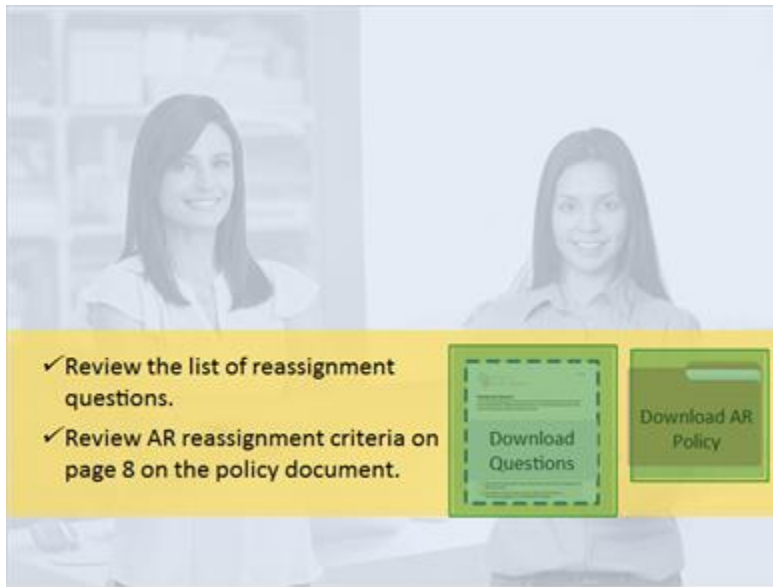 ✓Review the list of reassignment
questions.
✓Review AR reassignment criteria on
page 8 on the policy document.
Download
Questions
Download AR
Policy